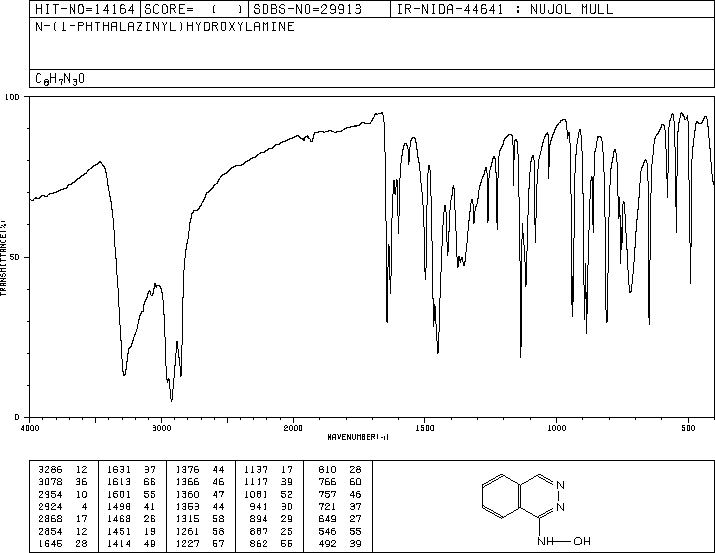 HIT-NO=14164 SCORE= ( ) SDBS-NO=29913 IR-NIDA-44641 : NUJOL MULL
N-(1-PHTHALAZINYL)HYDROXYLAMINE
C8H7N3O
100
50
0
TRANSMITTANCE(%)
4000 3000 2000 1500 1000 500
WAVENUMBER(-1)
3286 12 1631 37 1376 44 1137 17 810 28
3078 36 1613 66 1366 46 1117 39 766 60
2954 10 1601 55 1360 47 1081 52 757 46
2924 4 1498 41 1353 44 941 30 721 37
2868 17 1468 26 1315 58 894 29 649 27
2854 12 1451 19 1261 58 887 25 546 55
1645 28 1414 49 1227 57 862 55 492 39
N
N
NH OH